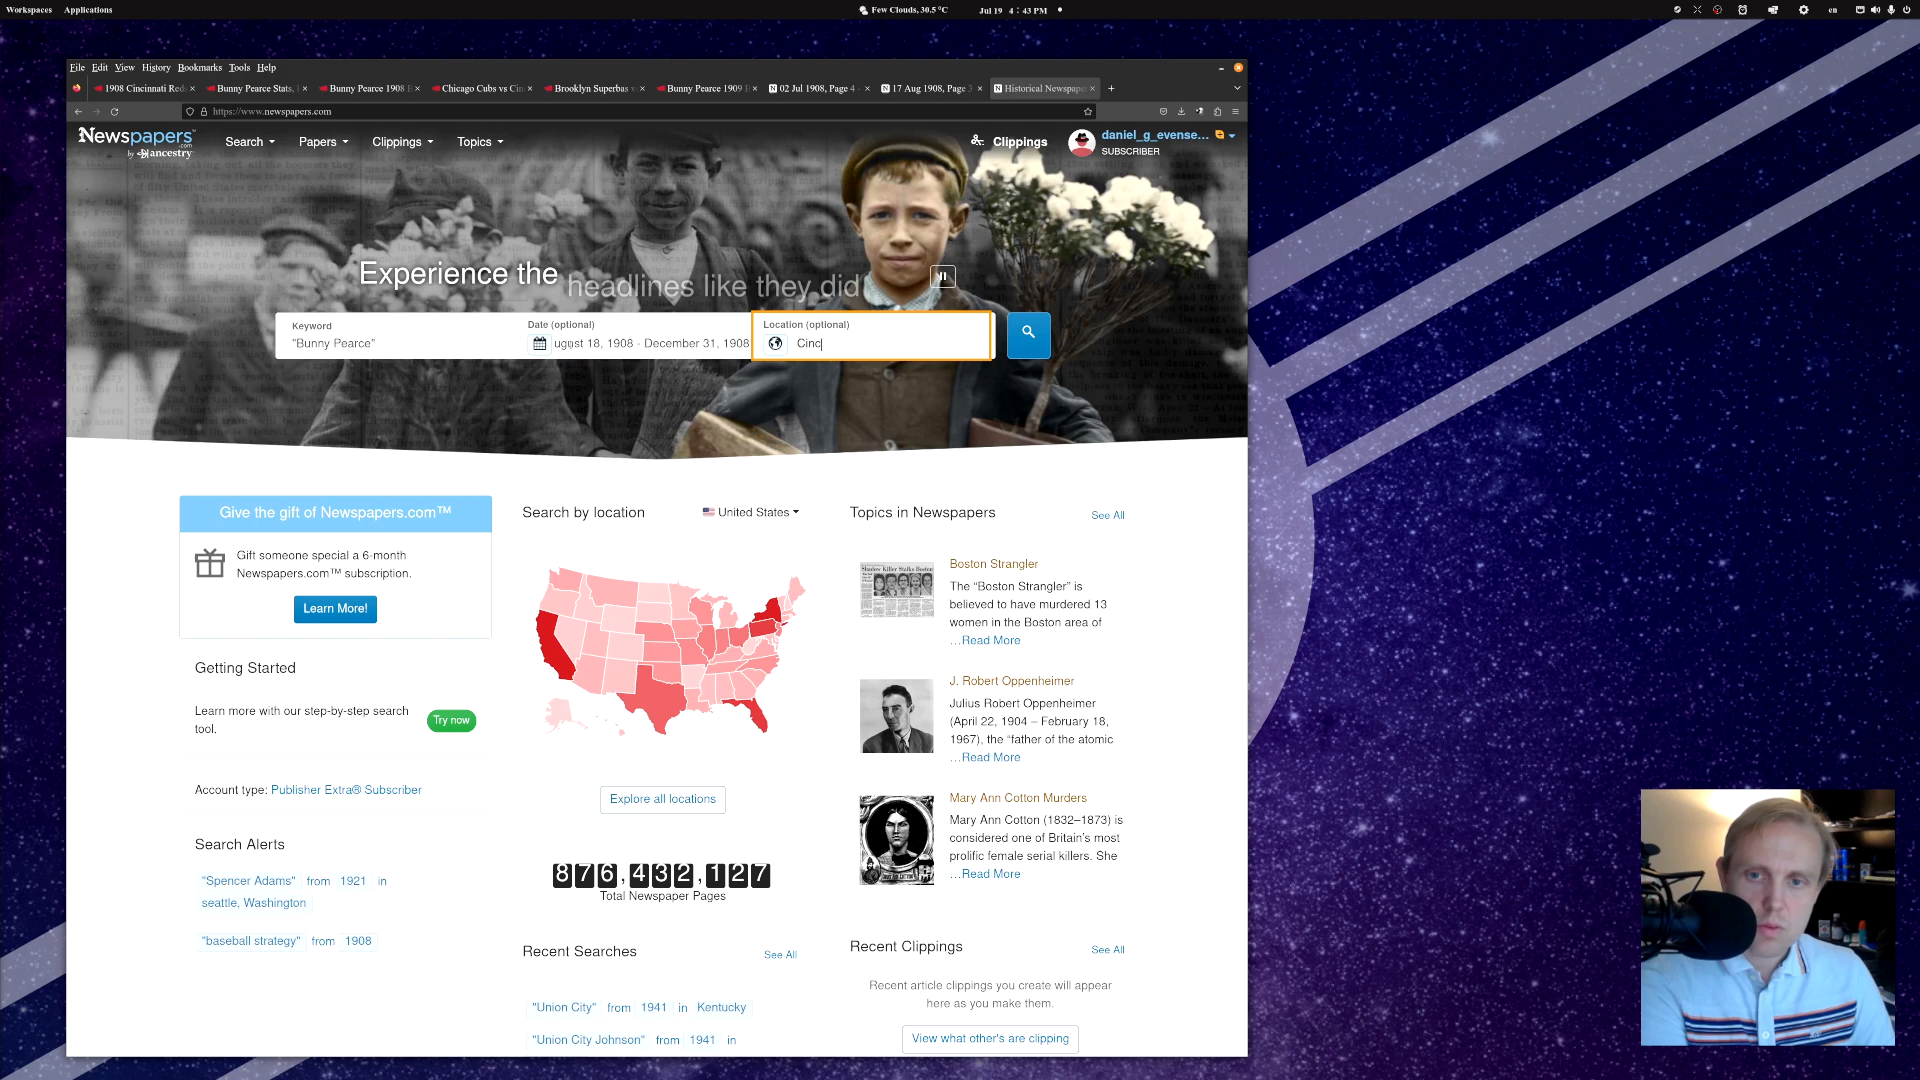 Workspaces Applications
Few Clouds, 30.5 °C Jul 19 4:43 PM
en
File Edit View History Bookmarks Tools Help
1908 Cincinnati Red
Bunny Pearce Stats,
Bunny Pearce 1908
Chicago Cubs vs Cin
Brooklyn Superbas v
Bunny Pearce 1909
02 Jul 1908, Page 4 -
17 Aug 1908, Page
Historical Newspape
https://www.newspapers.com
Newspapers.com
by ancestry
Search Papers Clippings Topics
Clippings
daniel_g_evense...
SUBSCRIBER
Experience the headlines like they did
Keyword
"Bunny Pearce"
Date (optional)
ugust 18, 1908 - December 31, 1908
Location (optional)
Cinc
Give the gift of Newspapers.com™
Gift someone special a 6-month
Newspapers.com™ subscription.
Learn More!
Getting Started
Learn more with our step-by-step search
tool.
Try now
Account type: Publisher Extra® Subscriber
Search Alerts
"Spencer Adams" from 1921 in
seattle, Washington
"baseball strategy" from 1908
Search by location
United States
Explore all locations
876,432,127
Total Newspaper Pages
Recent Searches
See All
"Union City" from 1941 in Kentucky
"Union City Johnson" from 1941 in
Topics in Newspapers
See All
Shadow Killer Stalks Boston
Boston Strangler
The “Boston Strangler” is
believed to have murdered 13
women in the Boston area of
...Read More
J. Robert Oppenheimer
Julius Robert Oppenheimer
(April 22, 1904 – February 18,
1967), the “father of the atomic
...Read More
Mary Ann Cotton Murders
Mary Ann Cotton (1832–1873) is
considered one of Britain's most
prolific female serial killers. She
...Read More
Recent Clippings
See All
Recent article clippings you create will appear
here as you make them.
View what other's are clipping